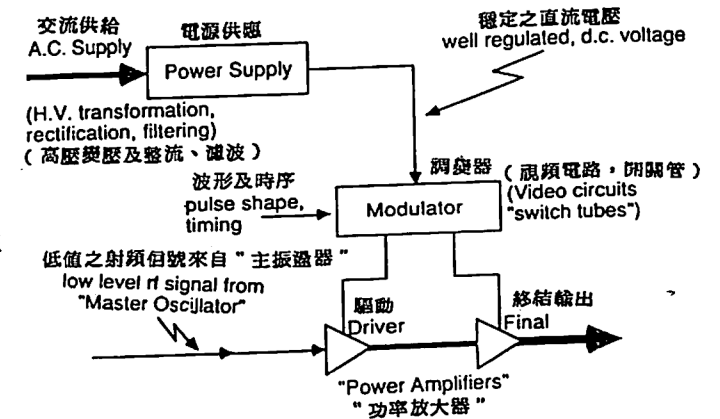 交流供給
A.C. Supply
電源供應
Power Supply
(H.V. transformation,
rectification, filtering)
(高壓變壓及整流、濾波)
穩定之直流電壓
well regulated, d.c. voltage
調變器
Modulator
(視頻電路,開關管)
(Video circuits
"switch tubes")
波形及時序
pulse shape,
timing
低值之射頻信號來自"主振盪器"
low level rf signal from
"Master Oscillator"
驅動
Driver
終結輸出
Final
"Power Amplifiers"
"功率放大器"